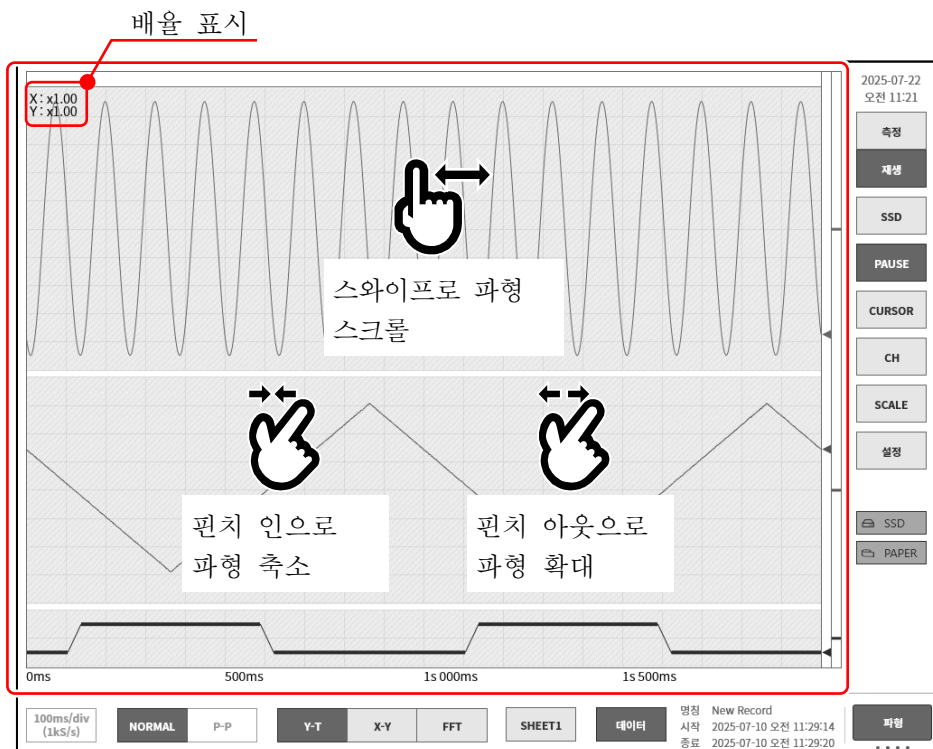 배율 표시
X: x1.00
Y: x1.00
스와이프로 파형
스크롤
핀치 인으로
파형 축소
핀치 아웃으로
파형 확대
0ms
500ms
1s000ms
1s500ms
2025-07-22
오전 11:21
측정
재생
SSD
PAUSE
CURSOR
CH
SCALE
설정
SSD
PAPER
100ms/div
(1kS/s)
NORMAL
P-P
Y-T
X-Y
FFT
SHEET1
데이터
명칭 New Record
시작 2025-07-10 오전 11:29:14
종료 2025-07-10 오전 11:29:20
파형